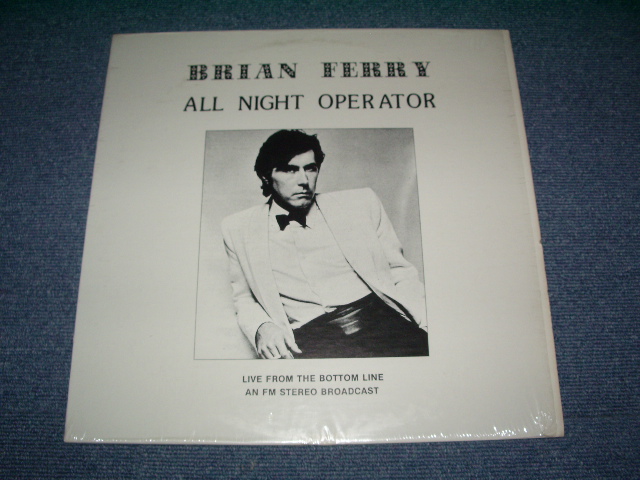 BRIAN FERRY
ALL NIGHT OPERATOR
LIVE FROM THE BOTTOM LINE
AN FM STEREO BROADCAST